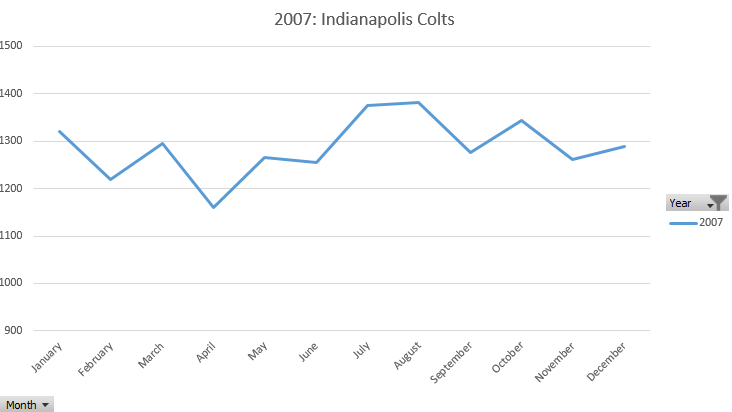 2007: Indianapolis Colts
1500
1400
1300
1200
1100
1000
900
January
February
March
April
May
June
July
August
September
October
November
December
Year
2007
Month